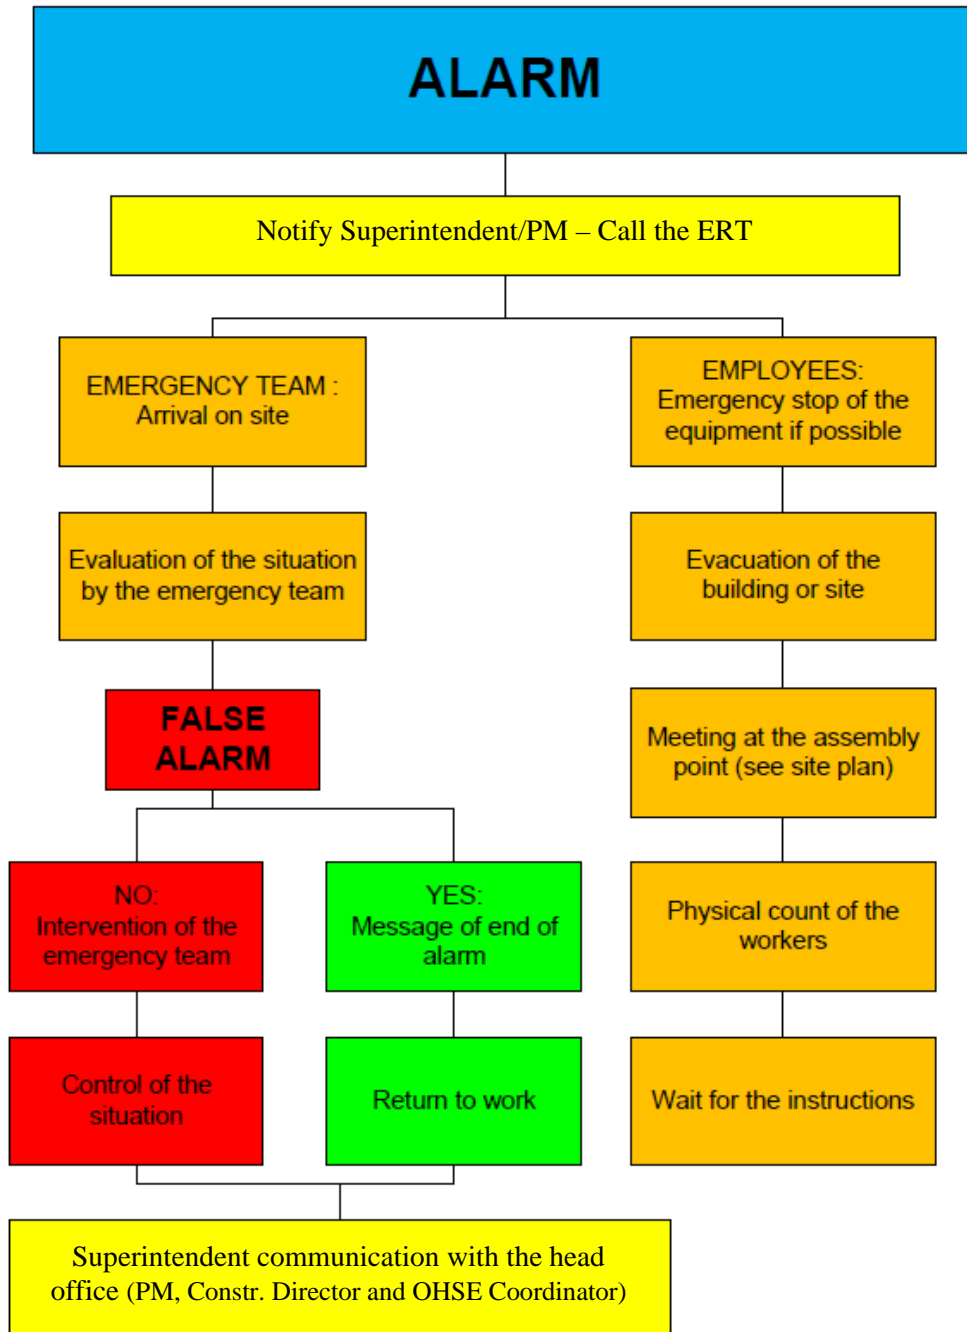 ALARM
Notify Superintendent/PM – Call the ERT
EMERGENCY TEAM :
Arrival on site
EMPLOYEES:
Emergency stop of the
equipment if possible
Evaluation of the situation
by the emergency team
Evacuation of the
building or site
FALSE
ALARM
Meeting at the assembly
point (see site plan)
NO:
Intervention of the
emergency team
YES:
Message of end of
alarm
Physical count of the
workers
Control of the
situation
Return to work
Wait for the instructions
Superintendent communication with the head
office (PM, Constr. Director and OHSE Coordinator)